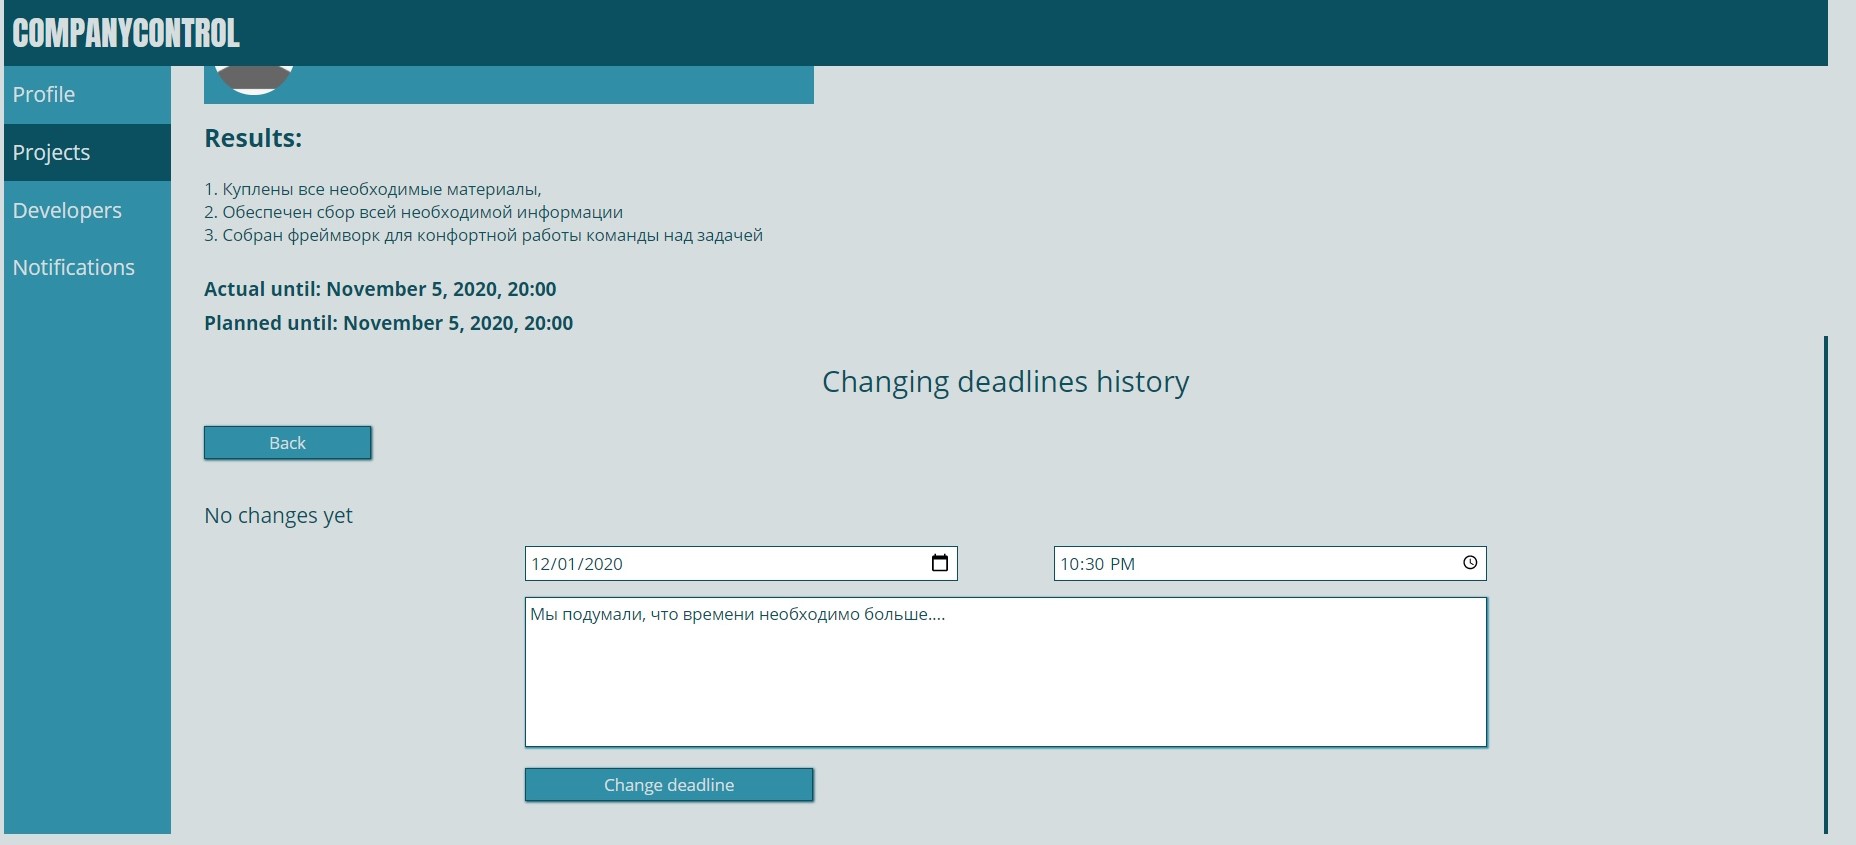 COMPANYCONTROL
Profile
Projects
Developers
Notifications
Results:
1. Куплены все необходимые материалы,
2. Обеспечен сбор всей необходимой информации
3. Собран фреймворк для конфортной работы команды над задачей
Actual until: November 5, 2020, 20:00
Planned until: November 5, 2020, 20:00
Changing deadlines history
Back
No changes yet
12/01/2020
10:30 PM
Мы подумали, что времени необходимо больше....
Change deadline